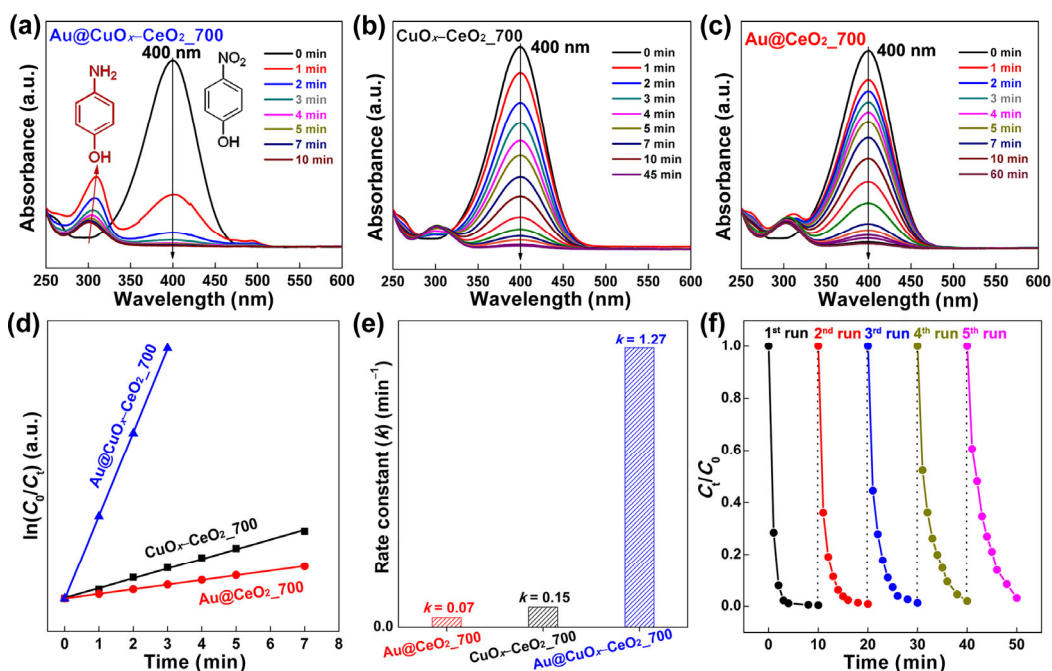 (a)
Au@CuOx–CeO2_700
400 nm
NH2
OH
NO2
OH
0 min
1 min
2 min
3 min
4 min
5 min
7 min
10 min
Absorbance (a.u.)
250 300 350 400 450 500 550 600
Wavelength (nm)
(b)
CuOx–CeO2_700
400 nm
0 min
1 min
2 min
3 min
4 min
5 min
7 min
10 min
45 min
Absorbance (a.u.)
300 350 400 450 500 550 600
Wavelength (nm)
(c)
Au@CeO2_700
400 nm
0 min
1 min
2 min
3 min
4 min
5 min
7 min
10 min
60 min
Absorbance (a.u.)
250 300 350 400 450 500 550 600
Wavelength (nm)
(d)
Au@CuOx–CeO2_700
CuOx–CeO2_700
Au@CeO2_700
ln(C0/Ct) (a.u.)
0 1 2 3 4 5 6 7 8
Time (min)
(e)
k = 1.27
k = 0.15
k = 0.07
0.0
Rate constant (k) (min−1)
Au@CeO2_700
CuOx–CeO2_700
Au@CuOx–CeO2_700
(f)
1st run 2nd run 3rd run 4th run 5th run
1.0
0.8
0.6
0.4
0.2
0.0
Ct/C0
0 10 20 30 40 50
Time (min)